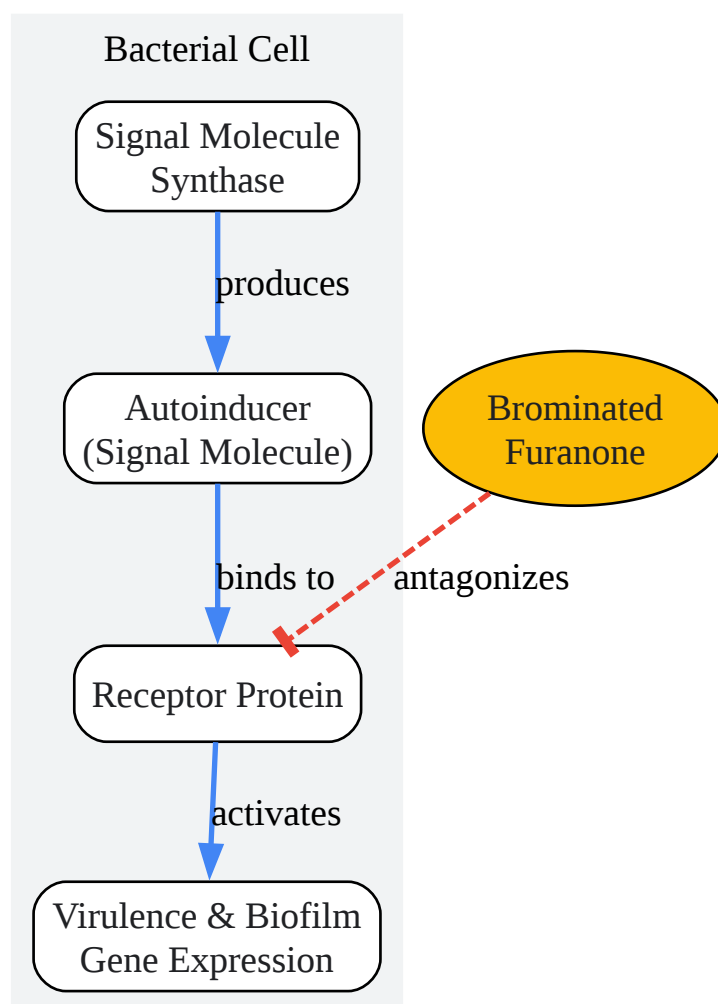 Bacterial Cell
Signal Molecule
Synthase
produces
Autoinducer
(Signal Molecule)
Brominated
Furanone
binds to
antagonizes
Receptor Protein
activates
Virulence & Biofilm
Gene Expression